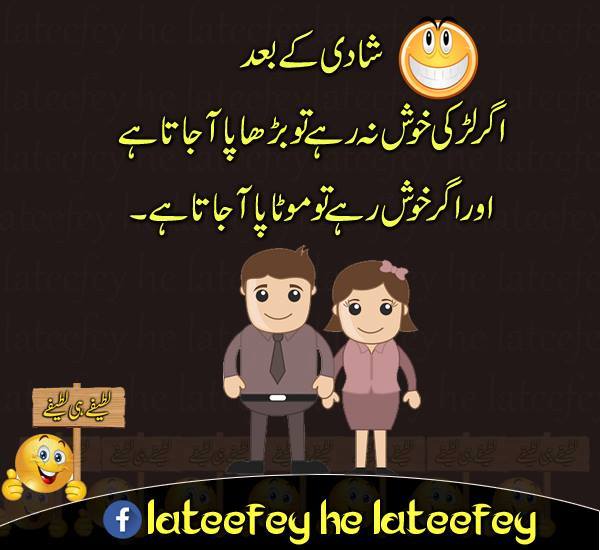 شادی کے بعد
اگر لڑکی خوش نہ رہے تو بڑھاپا آ جاتا ہے
اور اگر خوش رہے تو موٹاپا آ جاتا ہے۔
لطیفے ہی لطیفے
lateefey he lateefey